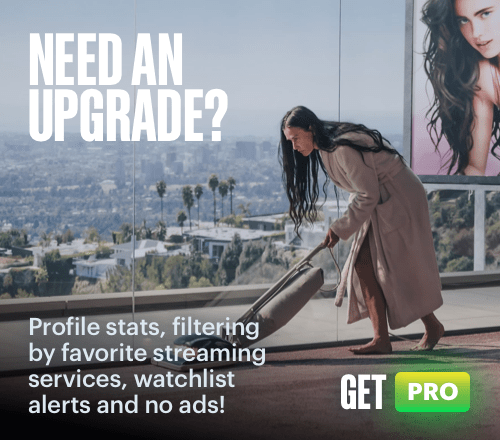 NEED AN
UPGRADE?
Profile stats, filtering
by favorite streaming
services, watchlist
alerts and no ads!
GET PRO